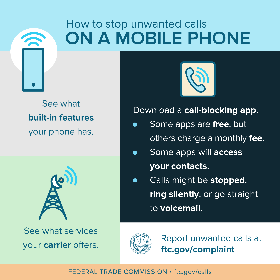 How to stop unwanted calls
ON A MOBILE PHONE
See what
built-in features
your phone has.
Download a call-blocking app.
Some apps are free, but
others charge a monthly fee.
Some apps will access
your contacts.
Calls might be stopped,
ring silently, or go straight
to voicemail.
See what services
your carrier offers.
Report unwanted calls at
ftc.gov/complaint
FEDERAL TRADE COMMISSION • ftc.gov/calls